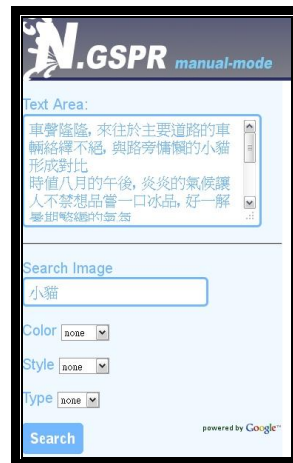 N.GSPR manual-mode
Text Area:
車聲隆隆, 來往於主要道路的車
輛絡繹不絕, 與路旁慵懶的小貓
形成對比
時值八月的午後, 炎炎的氣候讓
人不禁想品嘗一口冰品, 好一解
Search Image
小貓
Color none
Style none
Type none
powered by Google™
Search